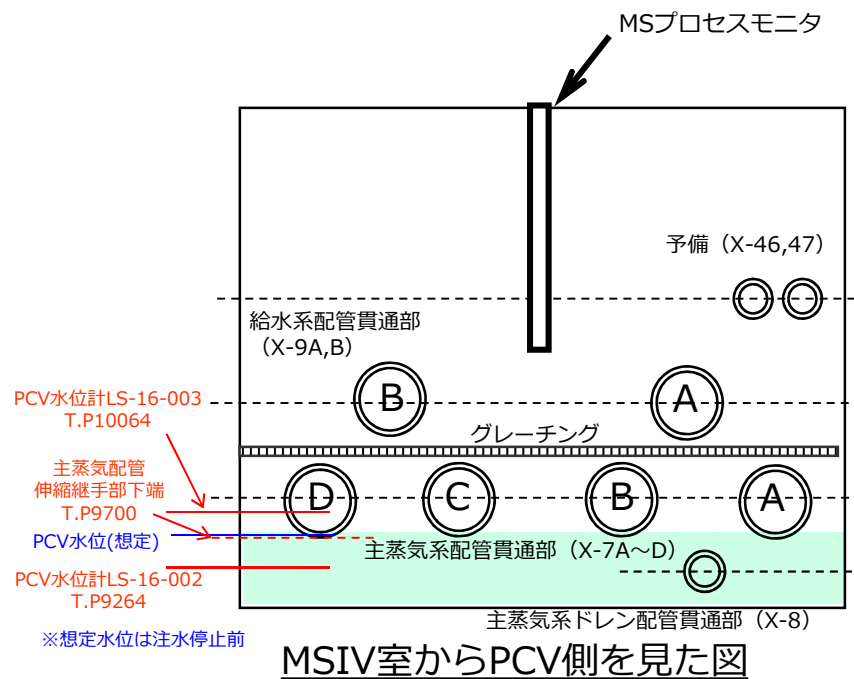 MSプロセスモニタ
予備（X-46,47）
給水系配管貫通部
（X-9A,B）
B
A
PCV水位計LS-16-003
T.P10064
グレーチング
主蒸気配管
伸縮継手部下端
T.P9700
D
C
B
A
PCV水位(想定)
主蒸気系配管貫通部（X-7A～D）
PCV水位計LS-16-002
T.P9264
主蒸気系ドレン配管貫通部（X-8）
※想定水位は注水停止前
MSIV室からPCV側を見た図